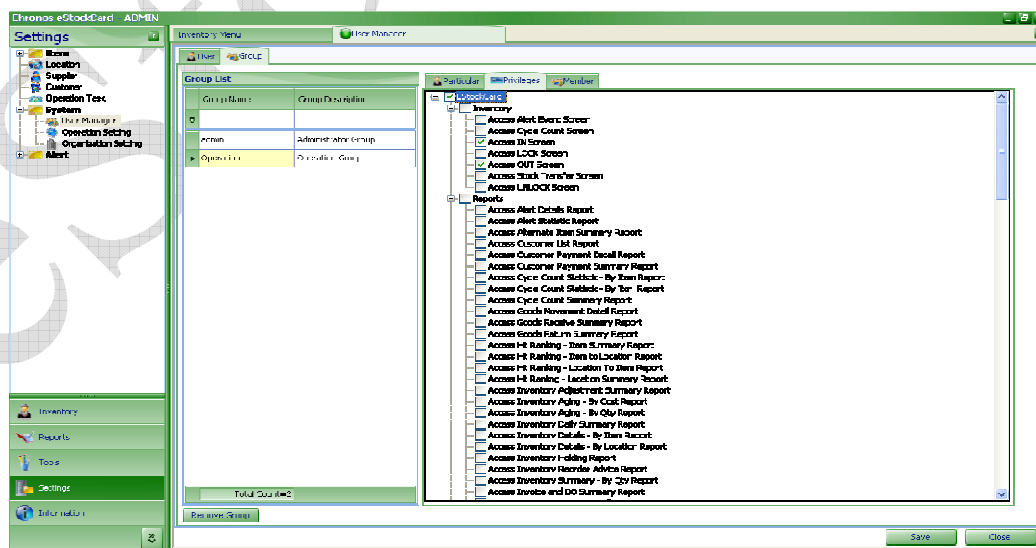 Chronos eStockCard - ADMIN
Settings
Items
Location
Supplier
Customer
Operation Task
System
User Manager
Operation Setting
Organisation Setting
Alert
Inventory
Reports
Tools
Settings
Information
Inventory Menu
User Manager
User
Group
Group List
Group Name
Group Description
admin
Administrator Group
Operation
Operation Group
Total Count=2
Remove Group
Particular
Privileges
Member
EStockCard
Inventory
Access Alert Event Screen
Access Cycle Count Screen
Access IN Screen
Access LOCK Screen
Access OUT Screen
Access Stock Transfer Screen
Access UNLOCK Screen
Reports
Access Alert Details Report
Access Alert Statistic Report
Access Alternate Item Summary Report
Access Customer List Report
Access Customer Payment Detail Report
Access Customer Payment Summary Report
Access Cycle Count Statistic - By Item Report
Access Cycle Count Statistic - By Report
Access Cycle Count Summary Report
Access Goods Movement Detail Report
Access Goods Receive Summary Report
Access Goods Return Summary Report
Access Hit Ranking - Item Summary Report
Access Hit Ranking - Item to Location Report
Access Hit Ranking - Location To Item Report
Access Hit Ranking - Location Summary Report
Access Inventory Adjustment Summary Report
Access Inventory Aging - By Cost Report
Access Inventory Aging - By Qty Report
Access Inventory Daily Summary Report
Access Inventory Details - By Item Report
Access Inventory Details - By Location Report
Access Inventory Holding Report
Access Inventory Reorder Advice Report
Access Inventory Summary - By Qty Report
Access Invoice and DO Summary Report
Save
Close